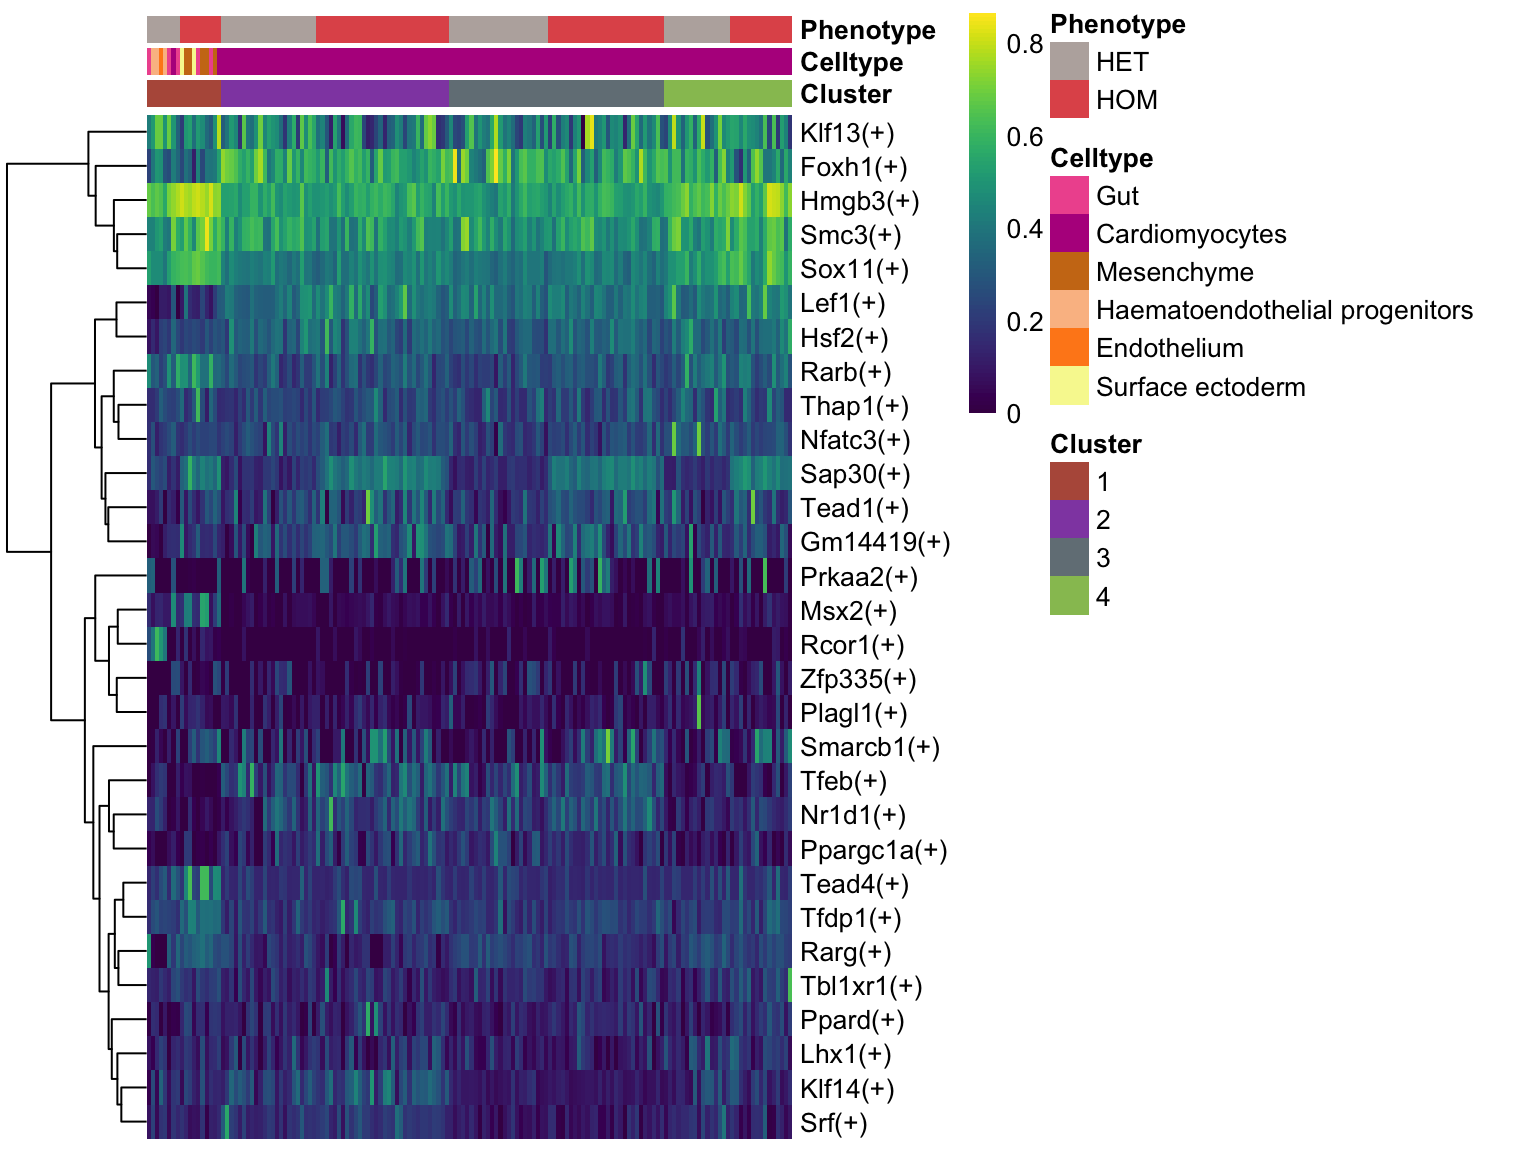 Phenotype
Celltype
Cluster
Klf13(+)
Foxh1(+)
Hmgb3(+)
Smc3(+)
Sox11(+)
Lef1(+)
Hsf2(+)
Rarb(+)
Thap1(+)
Nfatc3(+)
Sap30(+)
Tead1(+)
Gm14419(+)
Prkaa2(+)
Msx2(+)
Rcor1(+)
Zfp335(+)
Plagl1(+)
Smarcb1(+)
Tfeb(+)
Nr1d1(+)
Ppargc1a(+)
Tead4(+)
Tfdp1(+)
Rarg(+)
Tbl1xr1(+)
Ppard(+)
Lhx1(+)
Klf14(+)
Srf(+)
0.8
0.6
0.4
0.2
0
Phenotype
HET
HOM
Celltype
Gut
Cardiomyocytes
Mesenchyme
Haematoendothelial progenitors
Endothelium
Surface ectoderm
Cluster
1
2
3
4